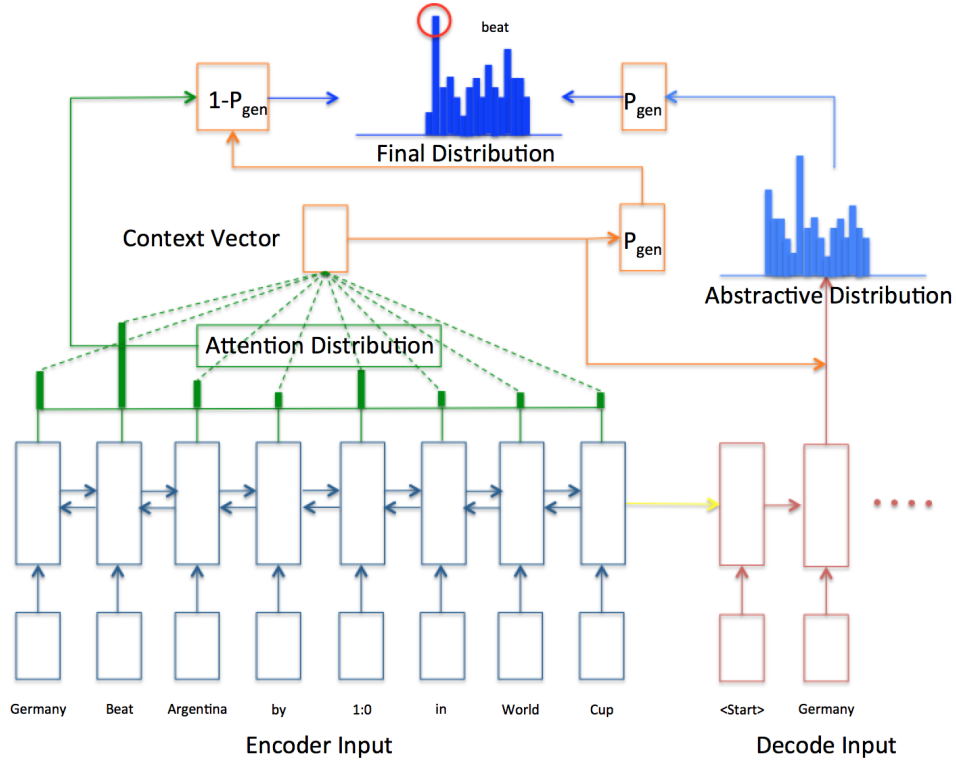 beat
1-Pgen
Pgen
Final Distribution
Context Vector
Pgen
Abstractive Distribution
Attention Distribution
Germany Beat Argentina by 1:0 in World Cup <Start> Germany
Encoder Input Decode Input